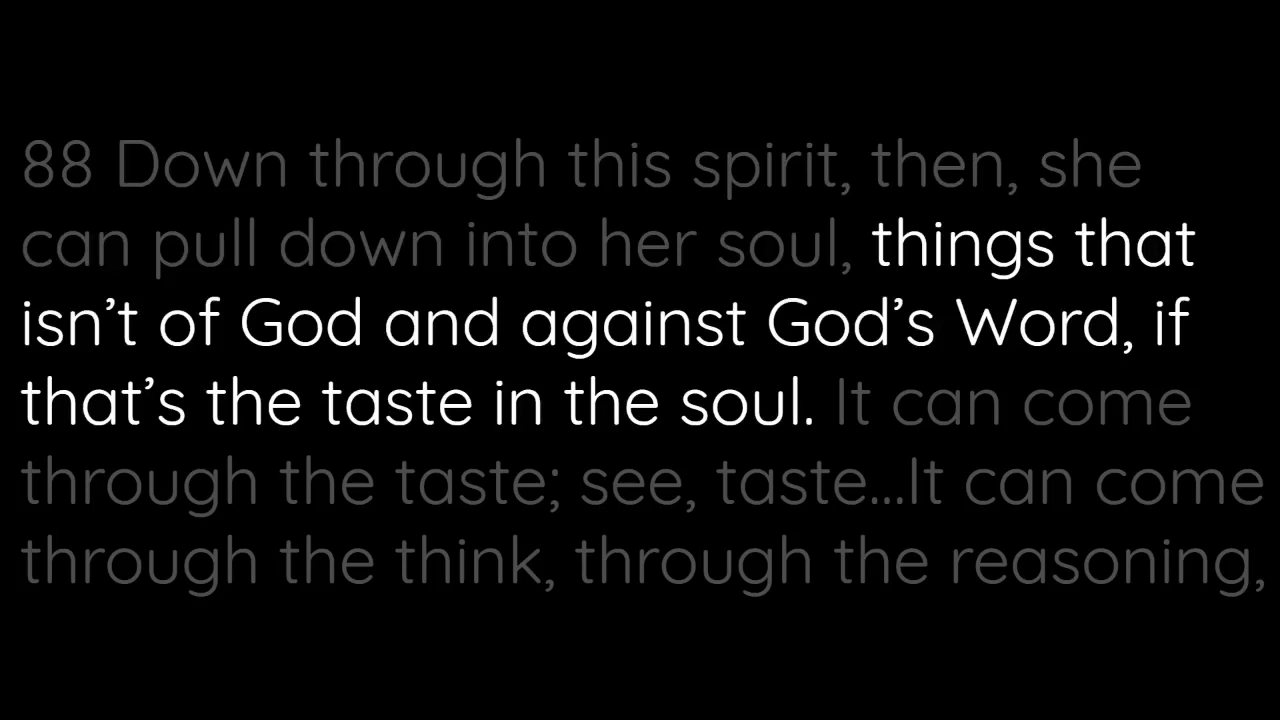 88 Down through this spirit, then, she
can pull down into her soul, things that
isn’t of God and against God’s Word, if
that’s the taste in the soul. It can come
through the taste; see, taste...It can come
through the think, through the reasoning,